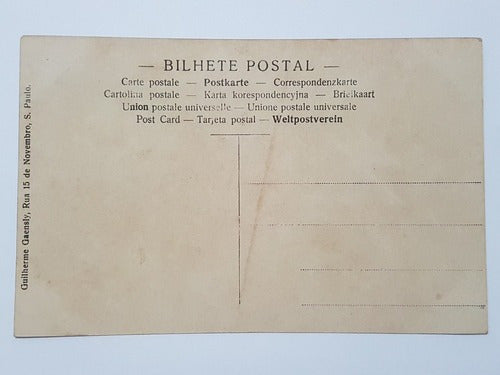 — BILHETE POSTAL —
Carte postale — Postkarte — Correspondenzkarte
Cartolina postale — Karta korespondencyjna — Briefkaart
Union postale universelle — Unione postale universale
Post Card — Tarjeta postal — Weltpostverein
Guilherme Gaensly, Rua 15 de Novembro, S. Paulo.